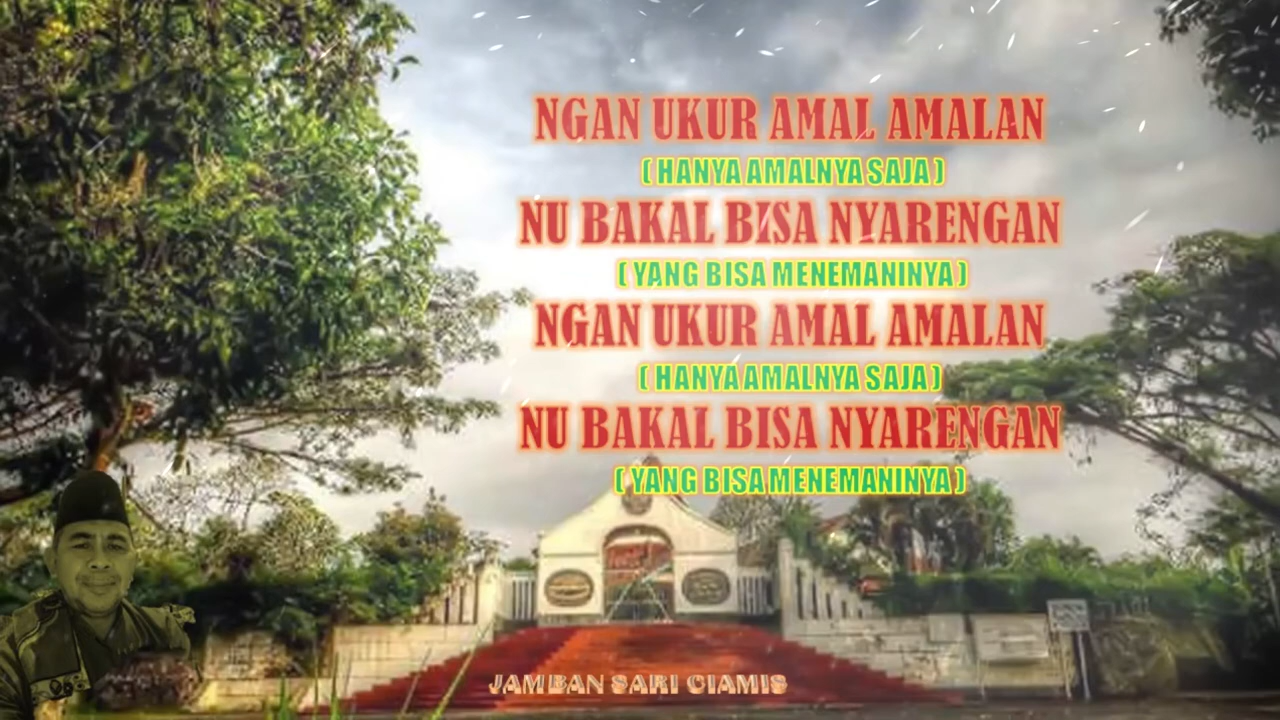 NGAN UKUR AMAL AMALAN
( HANYA AMALNYA SAJA )
NU BAKAL BISA NYARENGAN
( YANG BISA MENEMANINYA )
NGAN UKUR AMAL AMALAN
( HANYA AMALNYA SAJA )
NU BAKAL BISA NYARENGAN
( YANG BISA MENEMANINYA )
JAMBAN SARI CIAMIS